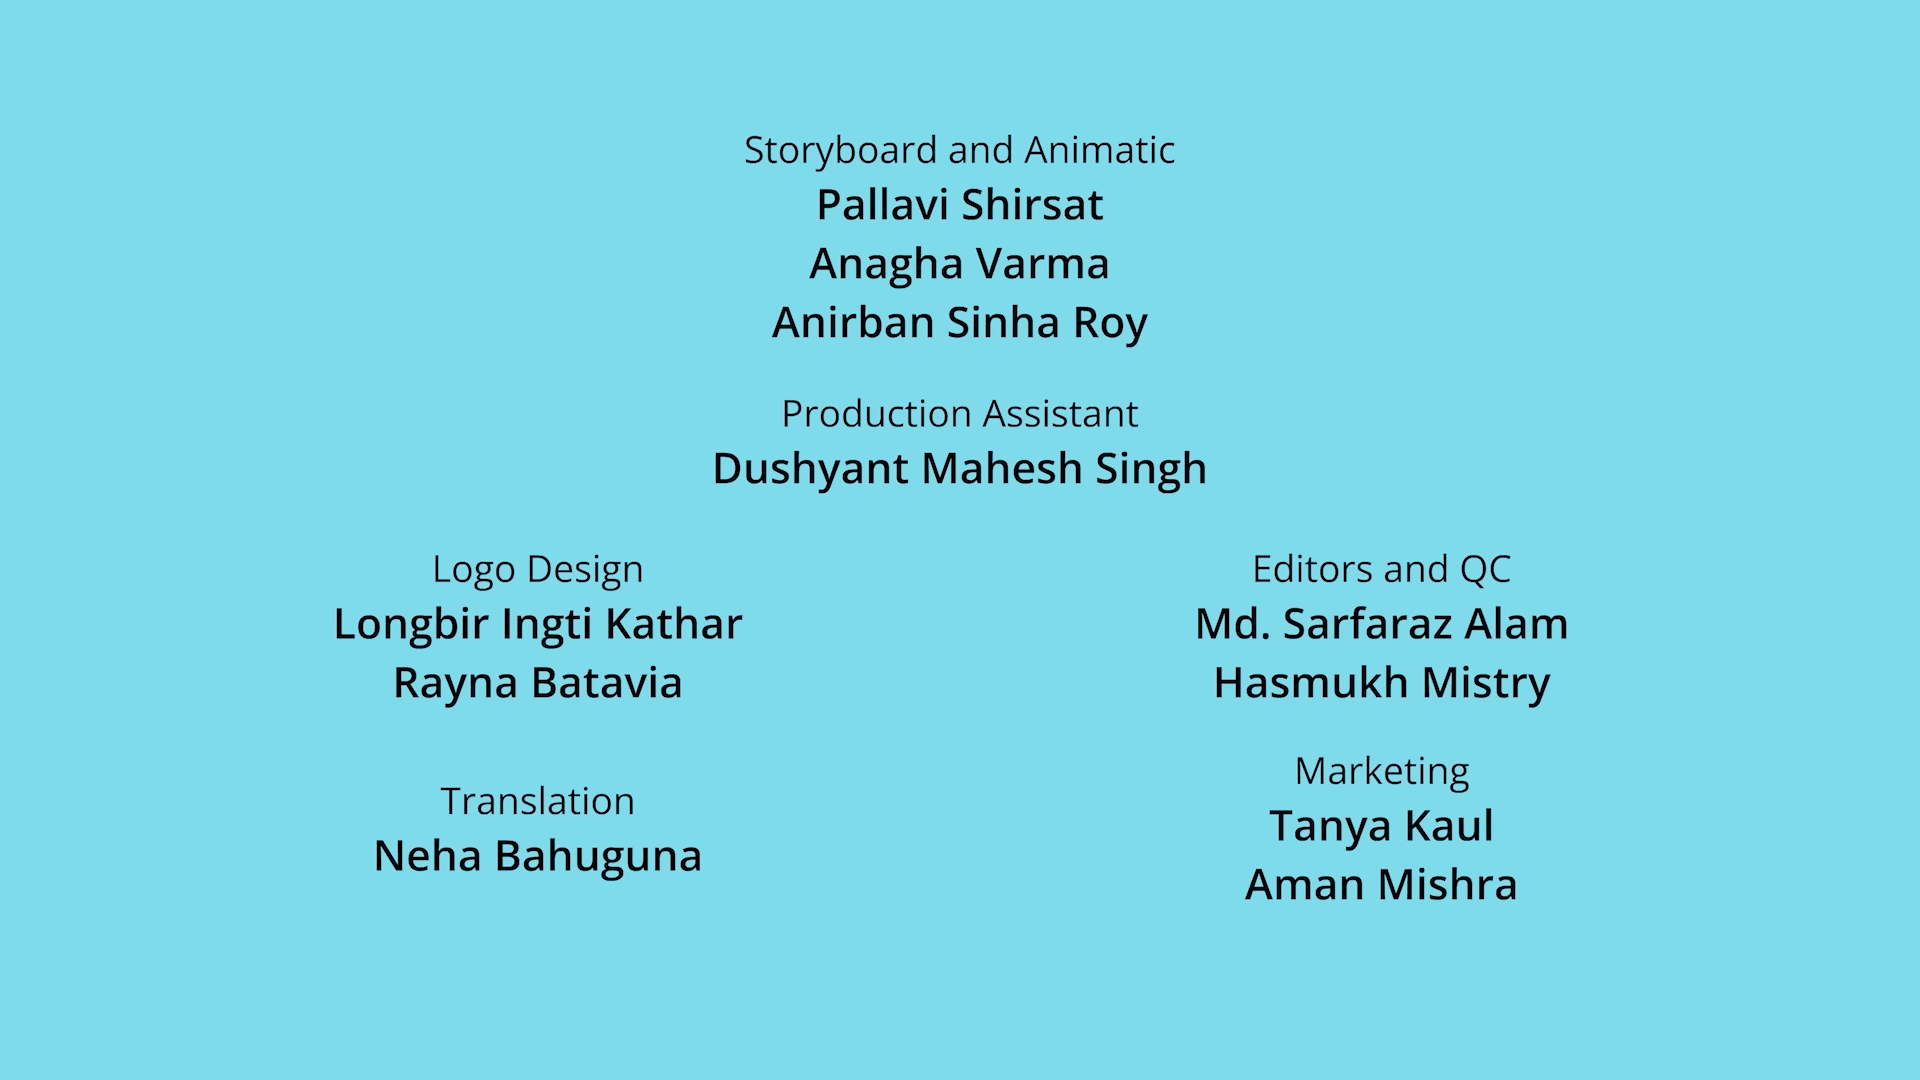 Storyboard and Animatic
Pallavi Shirsat
Anagha Varma
Anirban Sinha Roy
Production Assistant
Dushyant Mahesh Singh
Logo Design
Longbir Ingti Kathar
Rayna Batavia
Translation
Neha Bahuguna
Editors and QC
Md. Sarfaraz Alam
Hasmukh Mistry
Marketing
Tanya Kaul
Aman Mishra